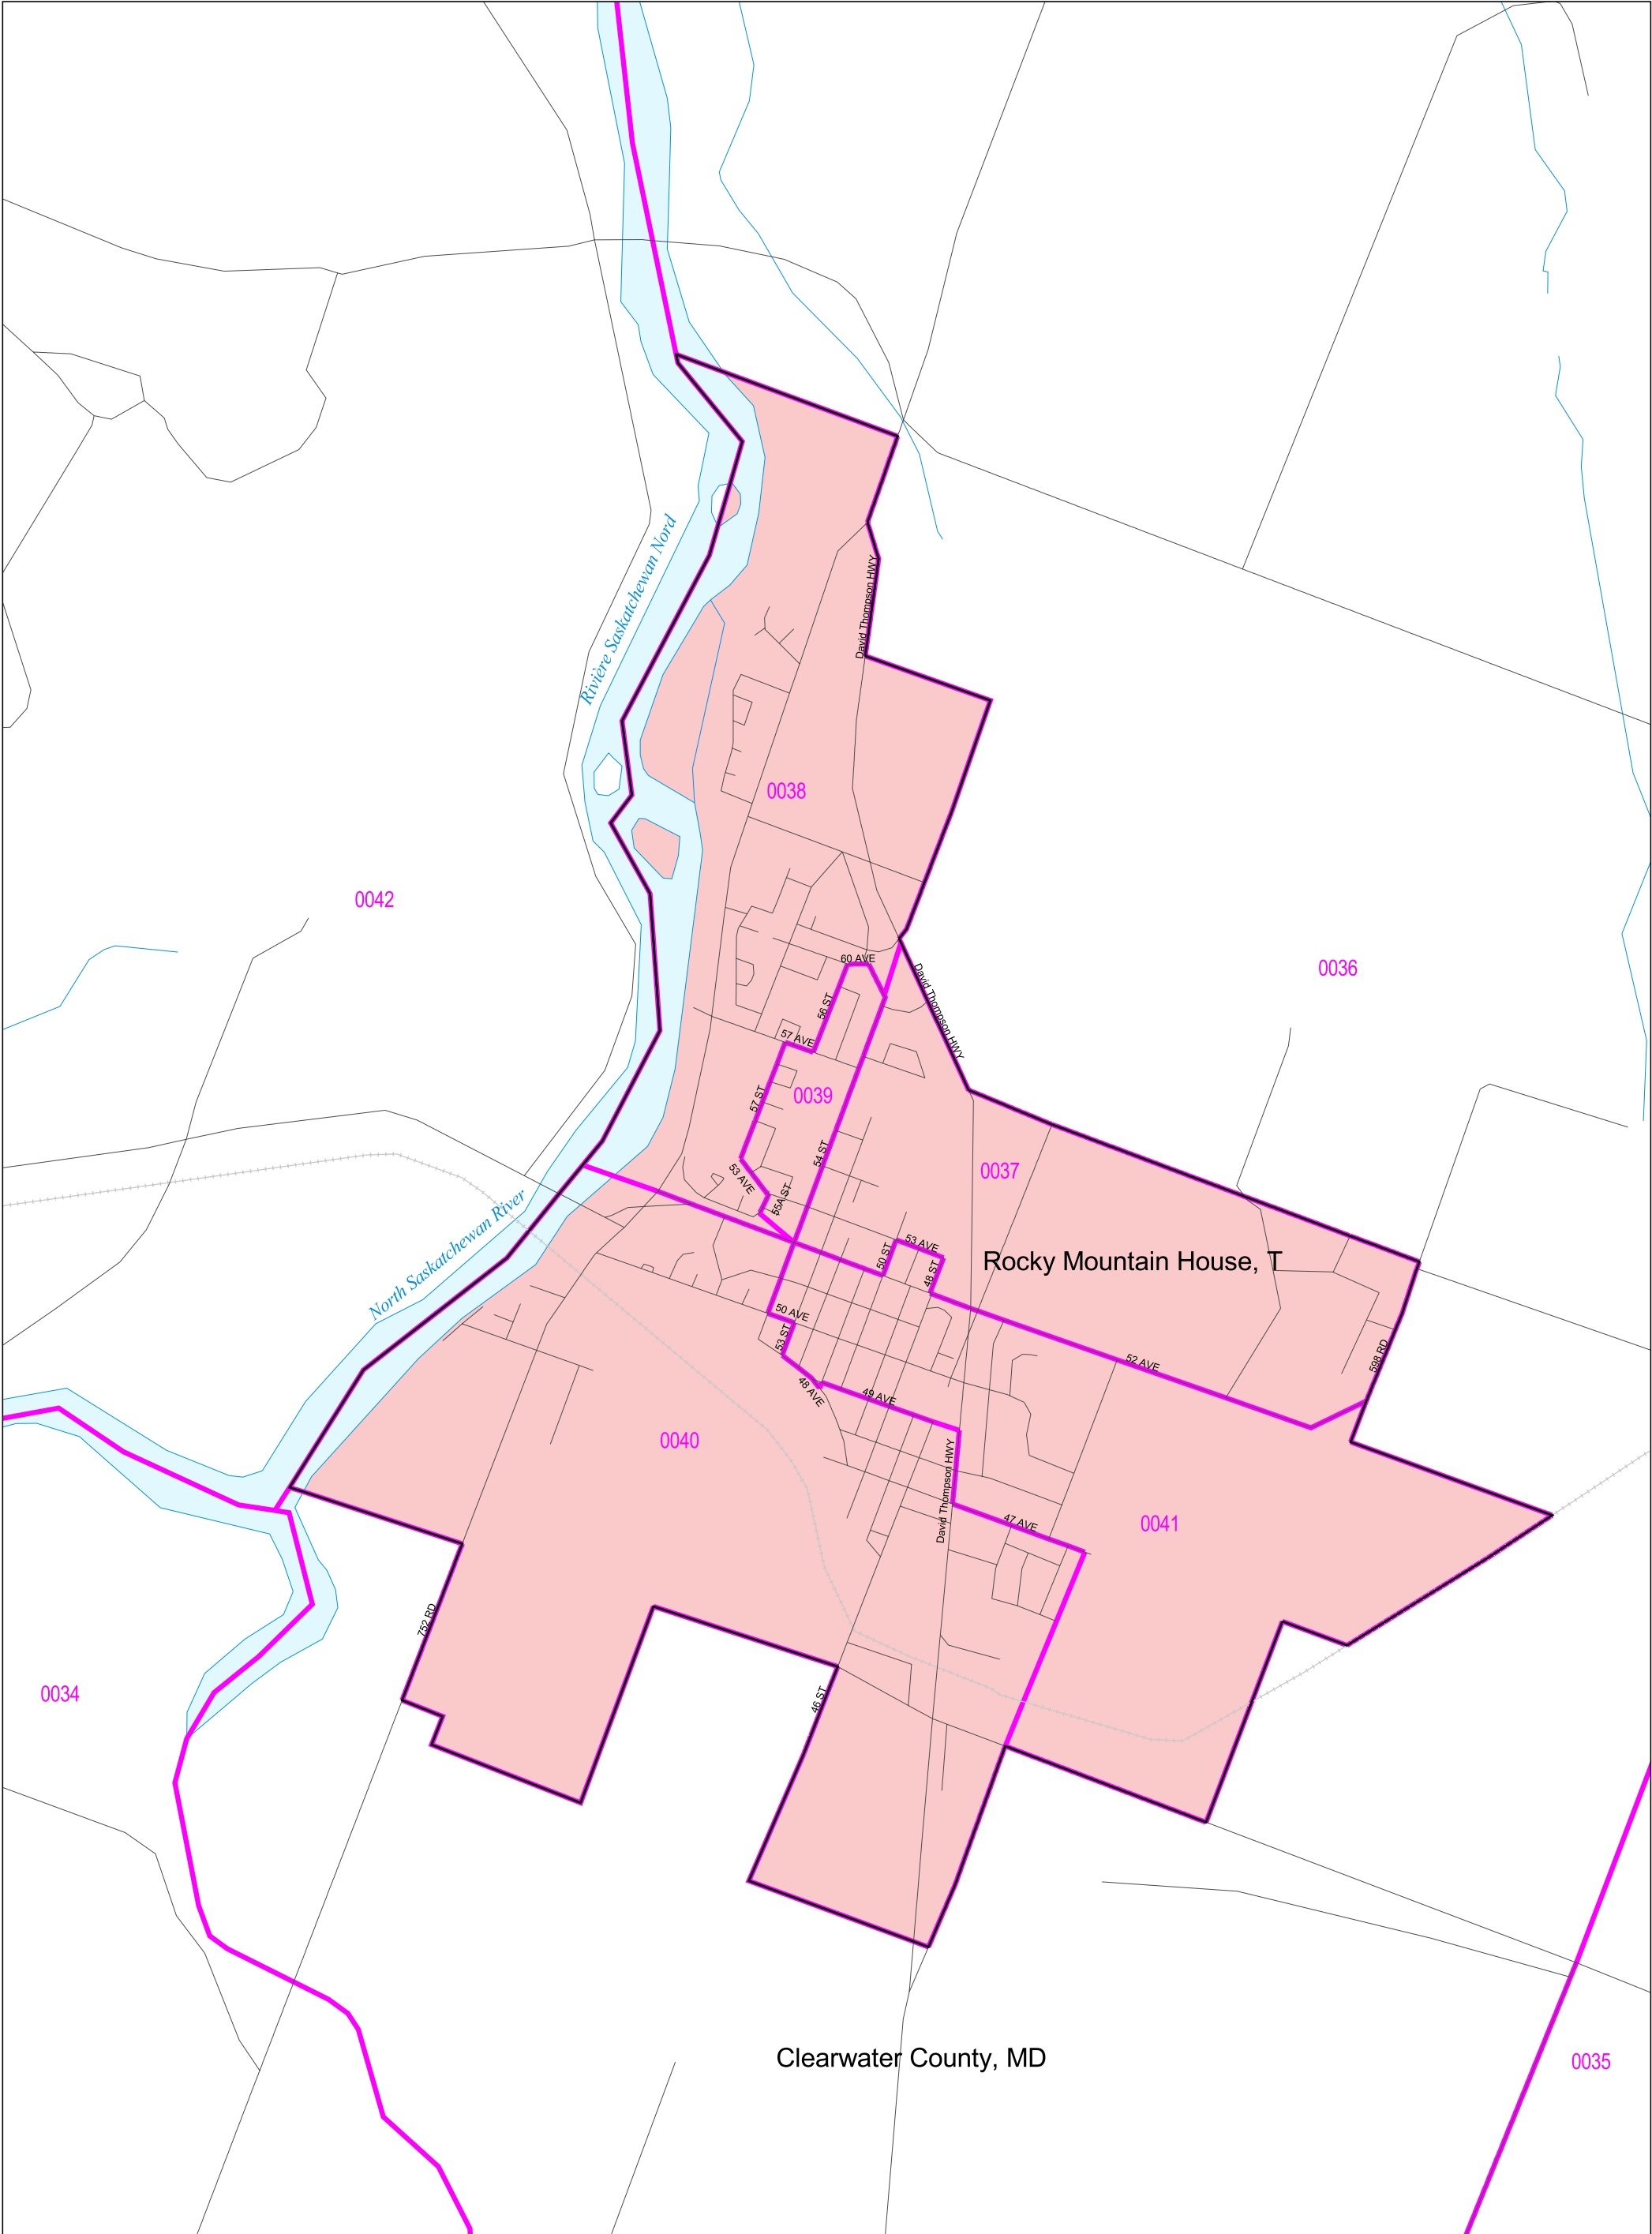 Rivière Saskatchewan Nord
David Thompson HWY
0038
0042
60 AVE
0036
David Thompson HWY
56 ST
57 AVE
0039
57 ST
54 ST
0037
53 AVE
55A ST
North Saskatchewan River
50 ST
53 AVE
Rocky Mountain House, T
48 ST
50 AVE
53 ST
52 AVE
598 RD
48 AVE
49 AVE
0040
David Thompson HWY
47 AVE
0041
752 RD
0034
46 ST
Clearwater County, MD
0035